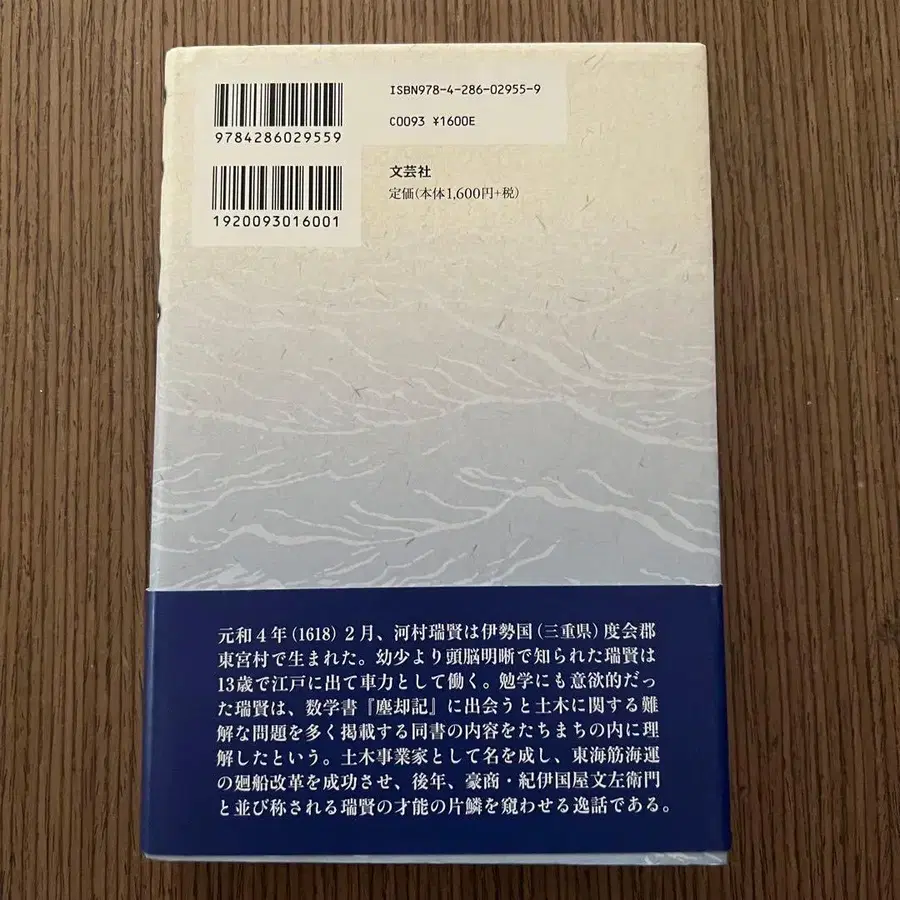 ISBN978-4-286-02955-9
C0093 ¥1600E
9784286029559
文芸社
定価(本体1,600円+税)
1920093016001
元和4年(1618)2月、河村瑞賢は伊勢国(三重県)度会郡
東宮村で生まれた。幼少より頭脳明晰で知られた瑞賢は
13歳で江戸に出て車力として働く。勉学にも意欲的だっ
た瑞賢は、数学書『塵却記』に出会うと土木に関する難
解な問題を多く掲載する同書の内容をたちまちの内に理
解したという。土木事業家として名を成し、東海筋海運
の廻船改革を成功させ、後年、豪商・紀伊国屋文左衛門
と並び称される瑞賢の才能の片鱗を窺わせる逸話である。